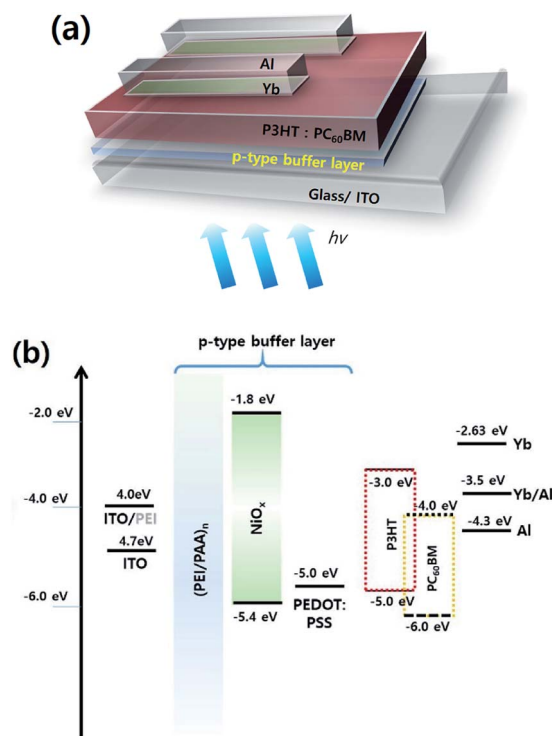 (a)
Al
Yb
P3HT : PC₆₀BM
p-type buffer layer
Glass/ ITO
hv
(b)
p-type buffer layer
-2.0 eV
-4.0 eV
-6.0 eV
4.0eV
ITO/PEI
4.7eV
ITO
(PEI/PAA)ₙ
-1.8 eV
NiOₓ
-5.4 eV
-5.0 eV
PEDOT:
PSS
-3.0 eV
P3HT
-5.0 eV
-4.0 eV
PC₆₀BM
-6.0 eV
-2.63 eV
Yb
-3.5 eV
Yb/Al
-4.3 eV
Al